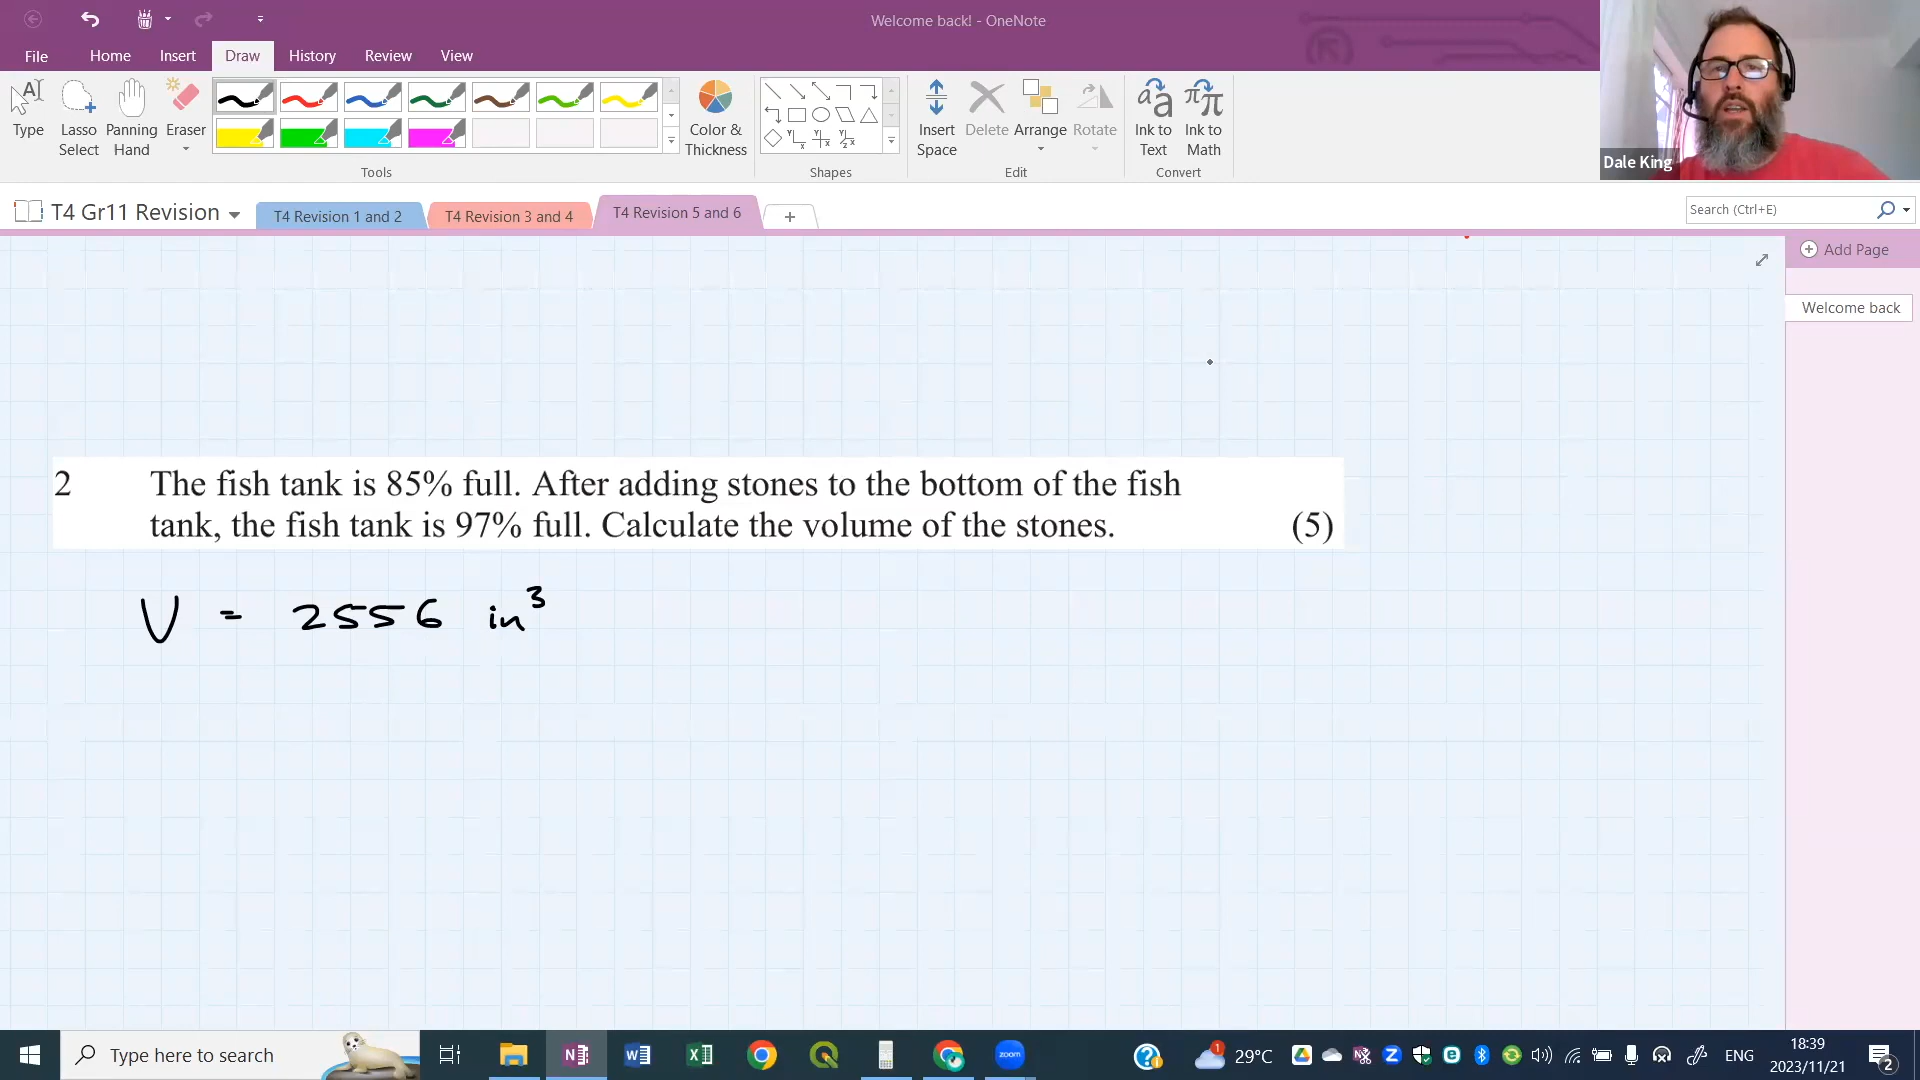 Welcome back! - OneNote
File
Home
Insert
Draw
History
Review
View
Type
Lasso Select
Panning Hand
Eraser
Color & Thickness
Insert Space
Delete
Arrange
Rotate
Ink to Text
Ink to Math
Tools
Shapes
Edit
Convert
Dale King
T4 Gr11 Revision
T4 Revision 1 and 2
T4 Revision 3 and 4
T4 Revision 5 and 6
Search (Ctrl+E)
Add Page
Welcome back
2 The fish tank is 85% full. After adding stones to the bottom of the fish
tank, the fish tank is 97% full. Calculate the volume of the stones. (5)
V = 2556 in³
Type here to search
zoom
29°C
ENG
18:39
2023/11/21
2